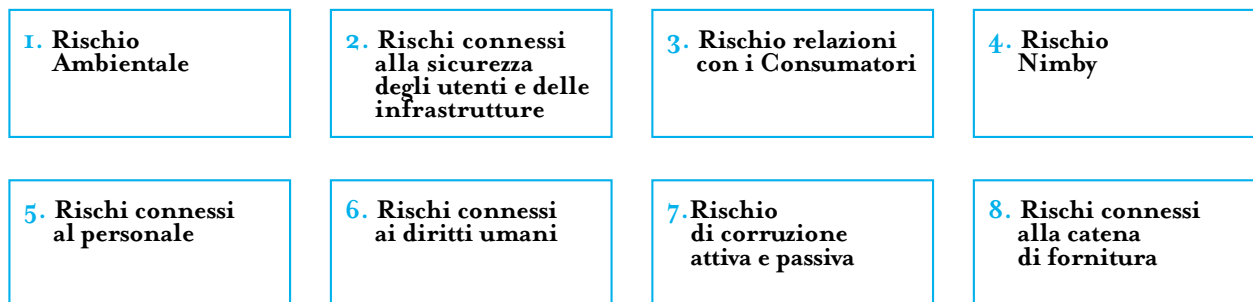 1. Rischio
Ambientale
2. Rischi connessi
alla sicurezza
degli utenti e delle
infrastrutture
3. Rischio relazioni
con i Consumatori
4. Rischio
Nimby
5. Rischi connessi
al personale
6. Rischi connessi
ai diritti umani
7.Rischio
di corruzione
attiva e passiva
8. Rischi connessi
alla catena
di fornitura